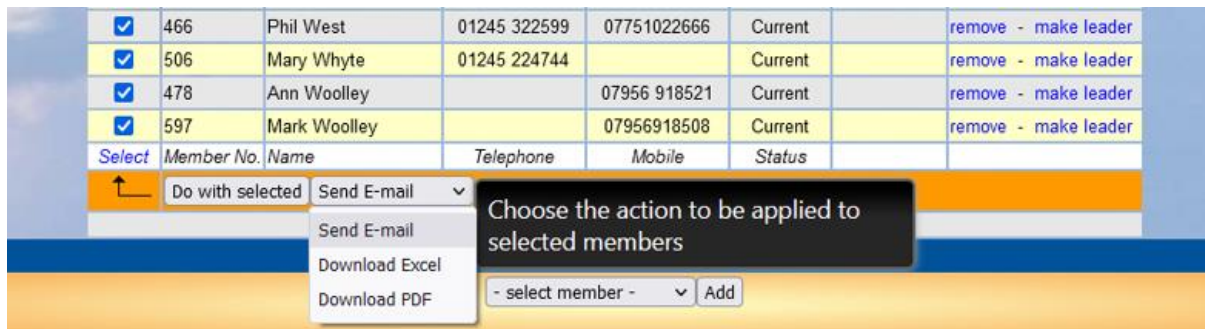 466 Phil West 01245 322599 07751022666 Current remove - make leader
506 Mary Whyte 01245 224744 Current remove - make leader
478 Ann Woolley 07956 918521 Current remove - make leader
597 Mark Woolley 07956918508 Current remove - make leader
Select Member No. Name Telephone Mobile Status
Do with selected Send E-mail
Choose the action to be applied to
selected members
Send E-mail
Download Excel
Download PDF
- select member - Add